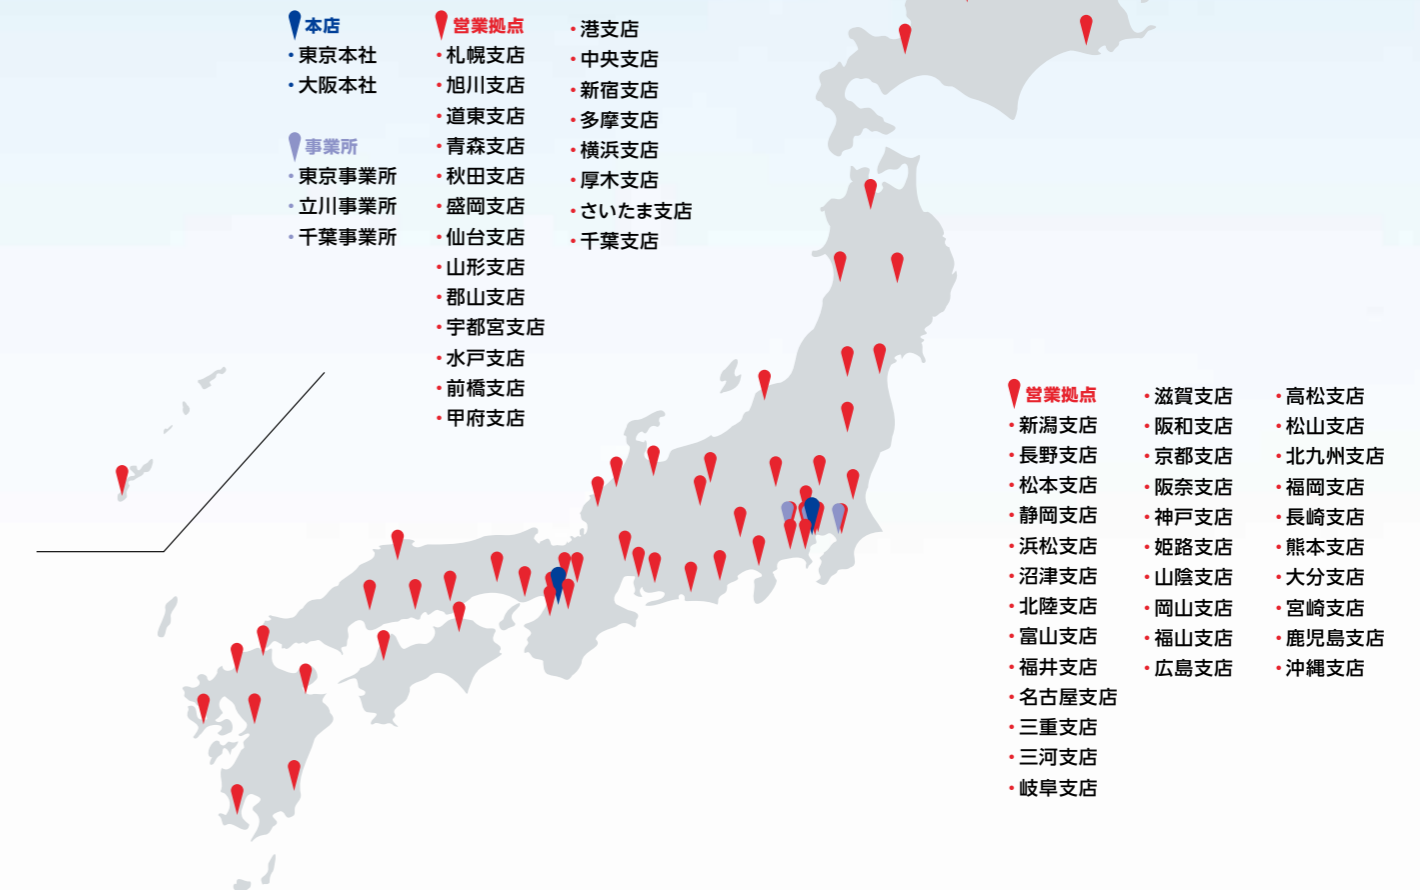 本店
・東京本社
・大阪本社
事業所
・東京事業所
・立川事業所
・千葉事業所
営業拠点
・札幌支店
・旭川支店
・道東支店
・青森支店
・秋田支店
・盛岡支店
・仙台支店
・山形支店
・郡山支店
・宇都宮支店
・水戸支店
・前橋支店
・甲府支店
・港支店
・中央支店
・新宿支店
・多摩支店
・横浜支店
・厚木支店
・さいたま支店
・千葉支店
営業拠点
・新潟支店
・長野支店
・松本支店
・静岡支店
・浜松支店
・沼津支店
・北陸支店
・富山支店
・福井支店
・名古屋支店
・三重支店
・三河支店
・岐阜支店
・滋賀支店
・阪和支店
・京都支店
・阪奈支店
・神戸支店
・姫路支店
・山陰支店
・岡山支店
・福山支店
・広島支店
・高松支店
・松山支店
・北九州支店
・福岡支店
・長崎支店
・熊本支店
・大分支店
・宮崎支店
・鹿児島支店
・沖縄支店